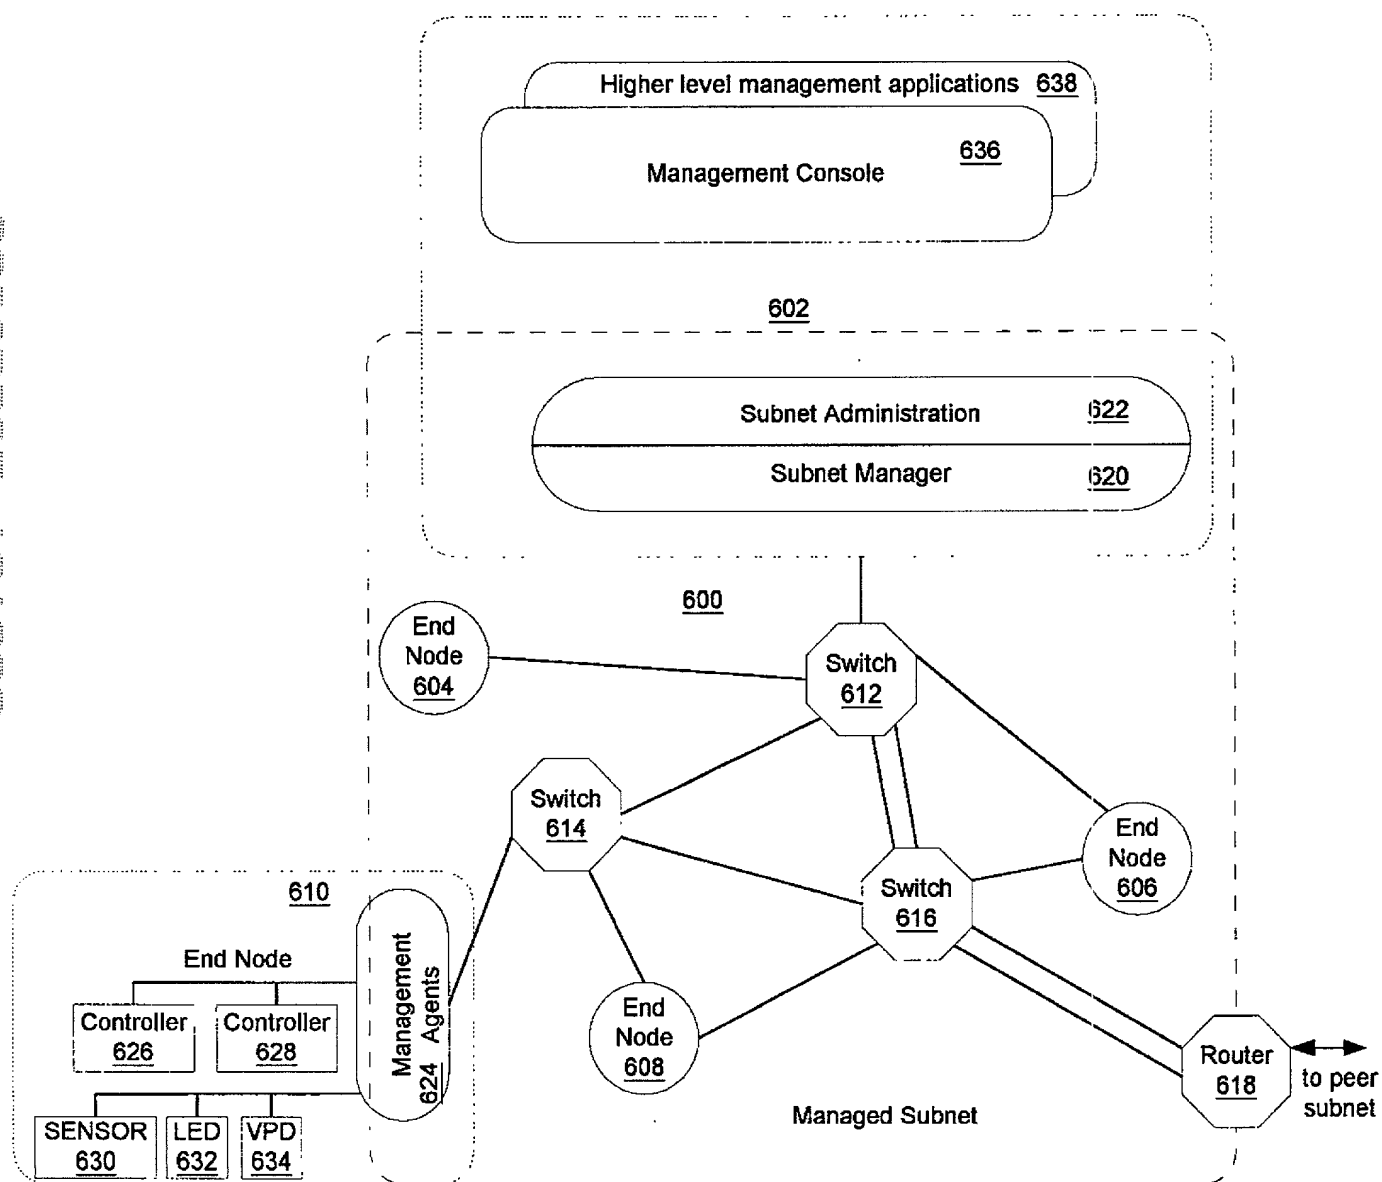 Higher level management applications 638
Management Console 636
602
Subnet Administration 622
Subnet Manager 620
600
End
Node
604
Switch
612
Switch
614
End
Node
606
Switch
616
610
End Node
Management
Agents
624
Controller
626
Controller
628
End
Node
608
Router
618
to peer
subnet
SENSOR
630
LED
632
VPD
634
Managed Subnet